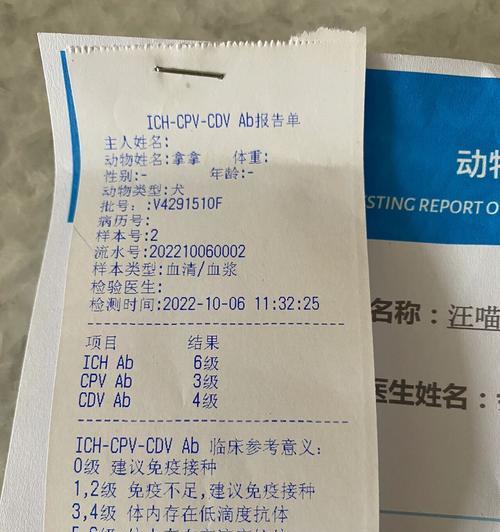 ICH-CPV-CDV Ab报告单
主人姓名:
动物姓名:拿拿 体重:
性别:- 年龄:-
动物类型:犬
批号: :V4291510F
病历号:
样本号:2
流水号:202210060002
样本类型:血清/血浆
检验医生:
检测时间:2022-10-06 11:32:25
项目 结果
ICH Ab 6级
CPV Ab 3级
CDV Ab 4级
ICH-CPV-CDV Ab 临床参考意义:
0级 建议免疫接种
1,2级 免疫不足,建议免疫接种
3,4级 体内存在低滴度抗体
动物
STING REPORT O
名称：汪喵
医生姓名：